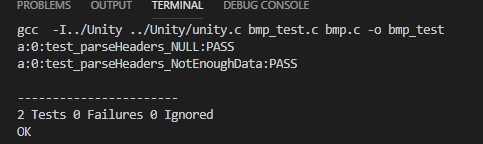 PROBLEMS
OUTPUT
TERMINAL
DEBUG CONSOLE
gcc  -I../Unity ../Unity/unity.c bmp_test.c bmp.c -o bmp_test
a:0:test_parseHeaders_NULL:PASS
a:0:test_parseHeaders_NotEnoughData:PASS
-----------------------
2 Tests 0 Failures 0 Ignored
OK